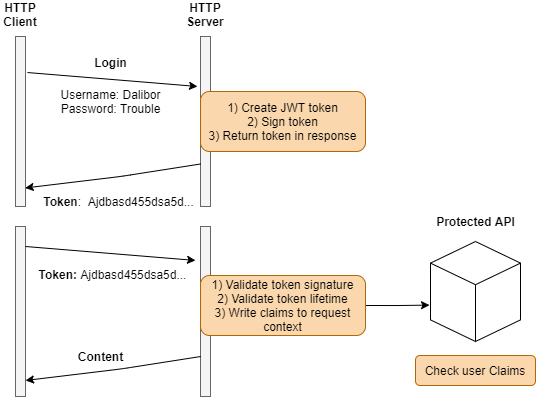 HTTP
Client
HTTP
Server
Login
Username: Dalibor
Password: Trouble
1) Create JWT token
2) Sign token
3) Return token in response
Token:  Ajdbasd455dsa5d...
Token: Ajdbasd455dsa5d...
1) Validate token signature
2) Validate token lifetime
3) Write claims to request
context
Protected API
Content
Check user Claims